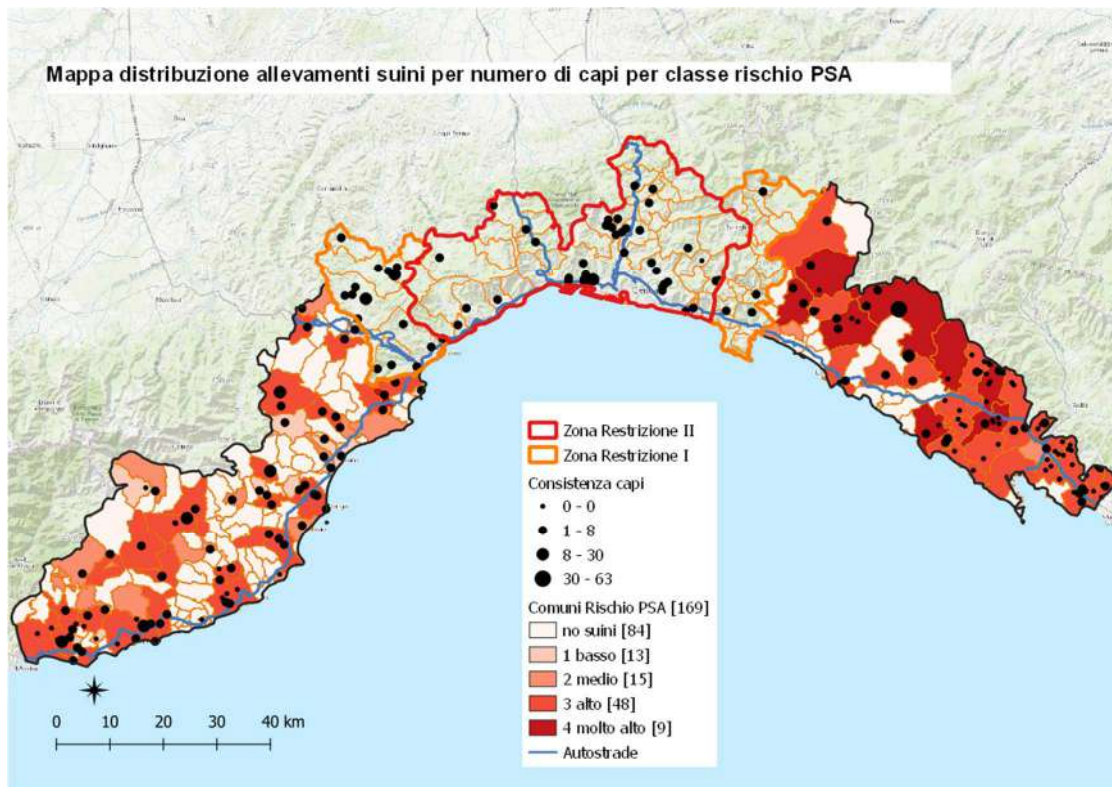 Mappa distribuzione allevamenti suini per numero di capi per classe rischio PSA
Zona Restrizione II
Zona Restrizione I
Consistenza capi
0 - 0
1 - 8
8 - 30
30 - 63
Comuni Rischio PSA [169]
no suini [84]
1 basso [13]
2 medio [15]
3 alto [48]
4 molto alto [9]
Autostrade
0 10 20 30 40 km